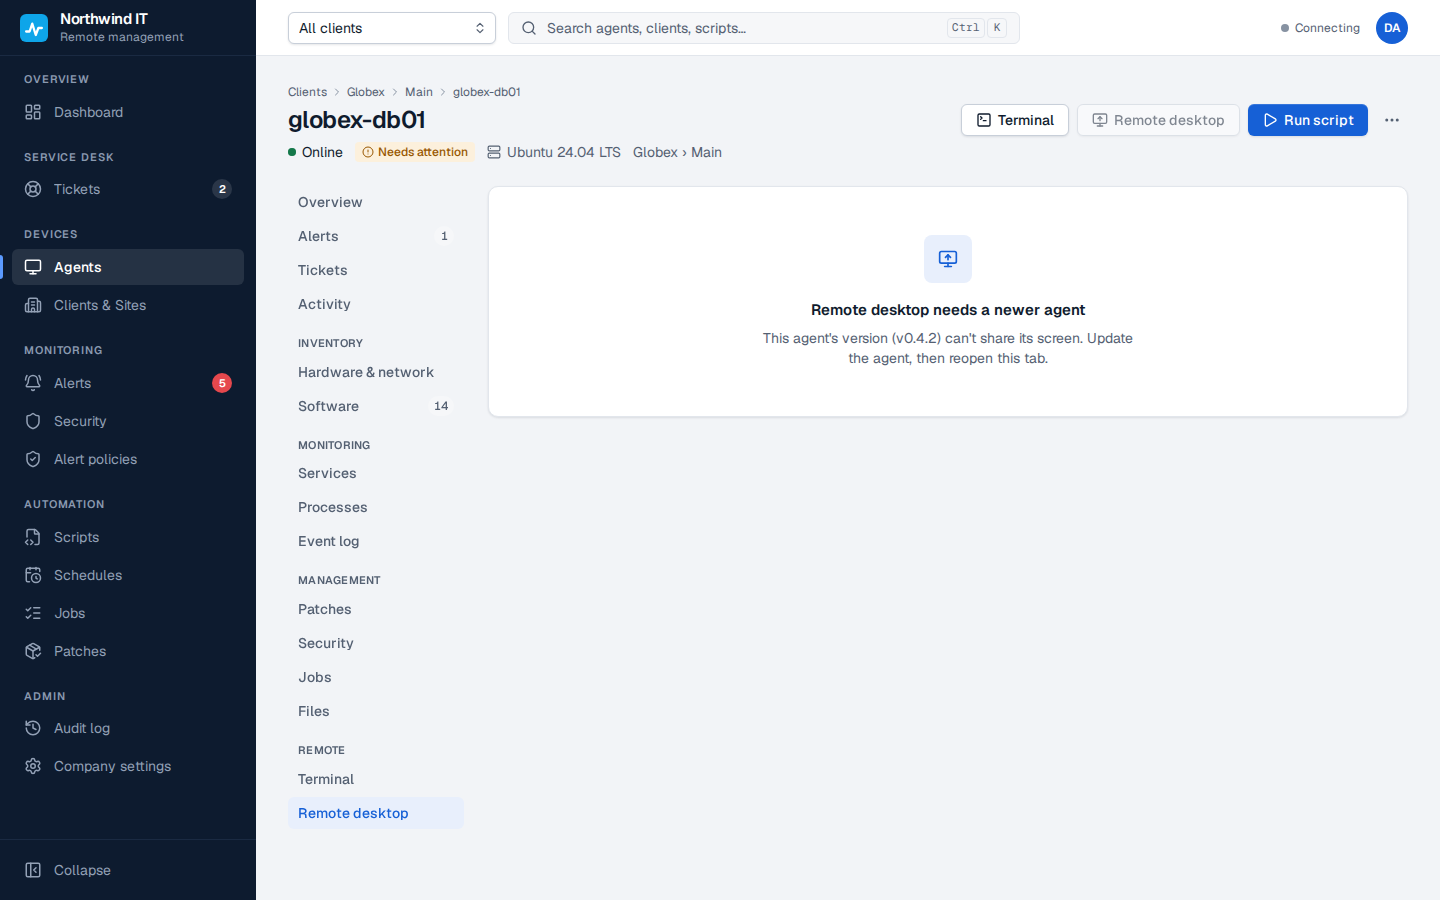 Northwind IT
Remote management
OVERVIEW
Dashboard
SERVICE DESK
Tickets 2
DEVICES
Agents
Clients & Sites
MONITORING
Alerts 5
Security
Alert policies
AUTOMATION
Scripts
Schedules
Jobs
Patches
ADMIN
Audit log
Company settings
Collapse
All clients
Search agents, clients, scripts... Ctrl K
Connecting
DA
Clients > Globex > Main > globex-db01
globex-db01
Terminal
Remote desktop
Run script
Online
Needs attention
Ubuntu 24.04 LTS
Globex › Main
Overview
Alerts 1
Tickets
Activity
INVENTORY
Hardware & network
Software 14
MONITORING
Services
Processes
Event log
MANAGEMENT
Patches
Security
Jobs
Files
REMOTE
Terminal
Remote desktop
Remote desktop needs a newer agent
This agent's version (v0.4.2) can't share its screen. Update
the agent, then reopen this tab.